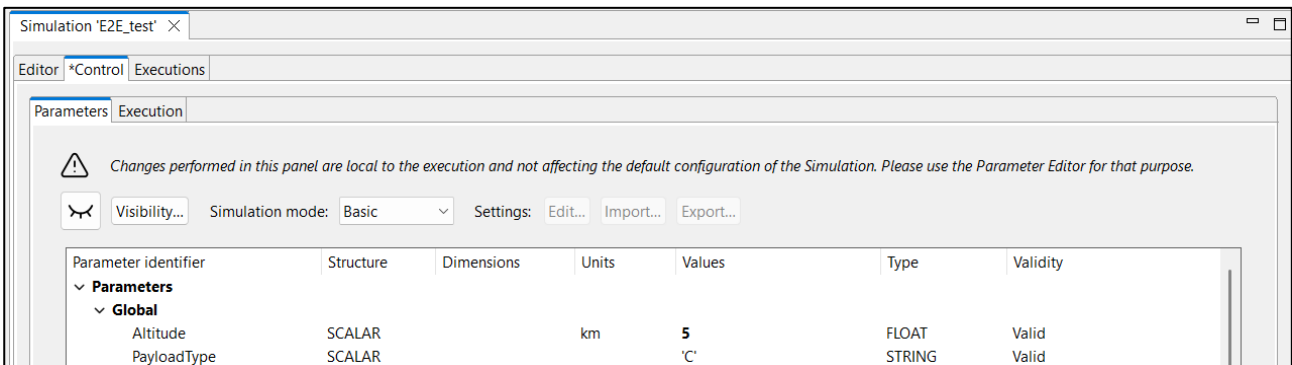 Simulation 'E2E_test'
Editor *Control Executions
Parameters Execution
Changes performed in this panel are local to the execution and not affecting the default configuration of the Simulation. Please use the Parameter Editor for that purpose.
Visibility... Simulation mode: Basic Settings: Edit... Import... Export...
Parameter identifier Structure Dimensions Units Values Type Validity
Parameters
Global
Altitude SCALAR km 5 FLOAT Valid
PayloadType SCALAR 'C' STRING Valid